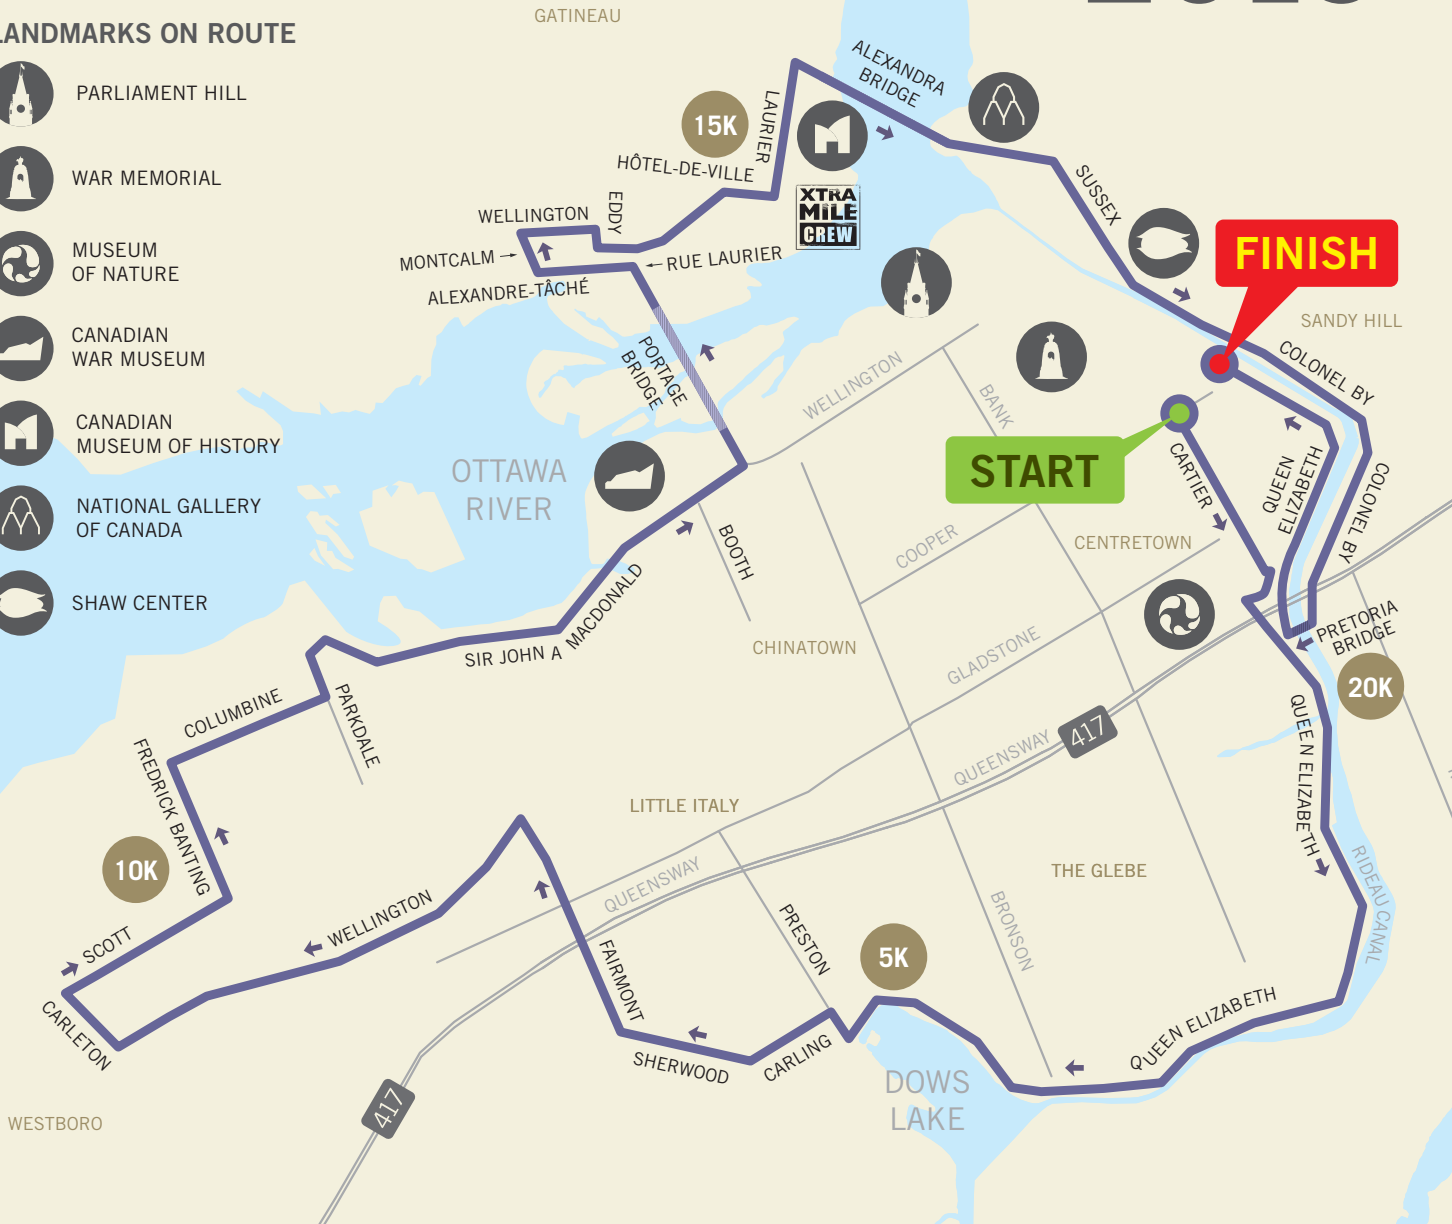 LANDMARKS ON ROUTE
PARLIAMENT HILL
WAR MEMORIAL
MUSEUM
OF NATURE
CANADIAN
WAR MUSEUM
CANADIAN
MUSEUM OF HISTORY
NATIONAL GALLERY
OF CANADA
SHAW CENTER
GATINEAU
ALEXANDRA
BRIDGE
15K
LAURIER
HÔTEL-DE-VILLE
XTRA
MILE
CREW
EDDY
WELLINGTON
MONTCALM
RUE LAURIER
ALEXANDRE-TÂCHÉ
SUSSEX
FINISH
SANDY HILL
COLONEL BY
PORTAGE
BRIDGE
WELLINGTON
BANK
START
CARTIER
QUEEN
ELIZABETH
COLONEL BY
OTTAWA
RIVER
BOOTH
COOPER
CENTRETOWN
SIR JOHN A MACDONALD
CHINATOWN
GLADSTONE
PRETORIA
BRIDGE
20K
COLUMBINE
PARKDALE
FREDRICK BANTING
QUEENSWAY
417
QUEEN ELIZABETH
LITTLE ITALY
10K
QUEENSWAY
THE GLEBE
RIDEAU CANAL
WELLINGTON
SCOTT
CARLETON
FAIRMONT
PRESTON
5K
BRONSON
QUEEN ELIZABETH
SHERWOOD
CARLING
DOWS
LAKE
417
WESTBORO